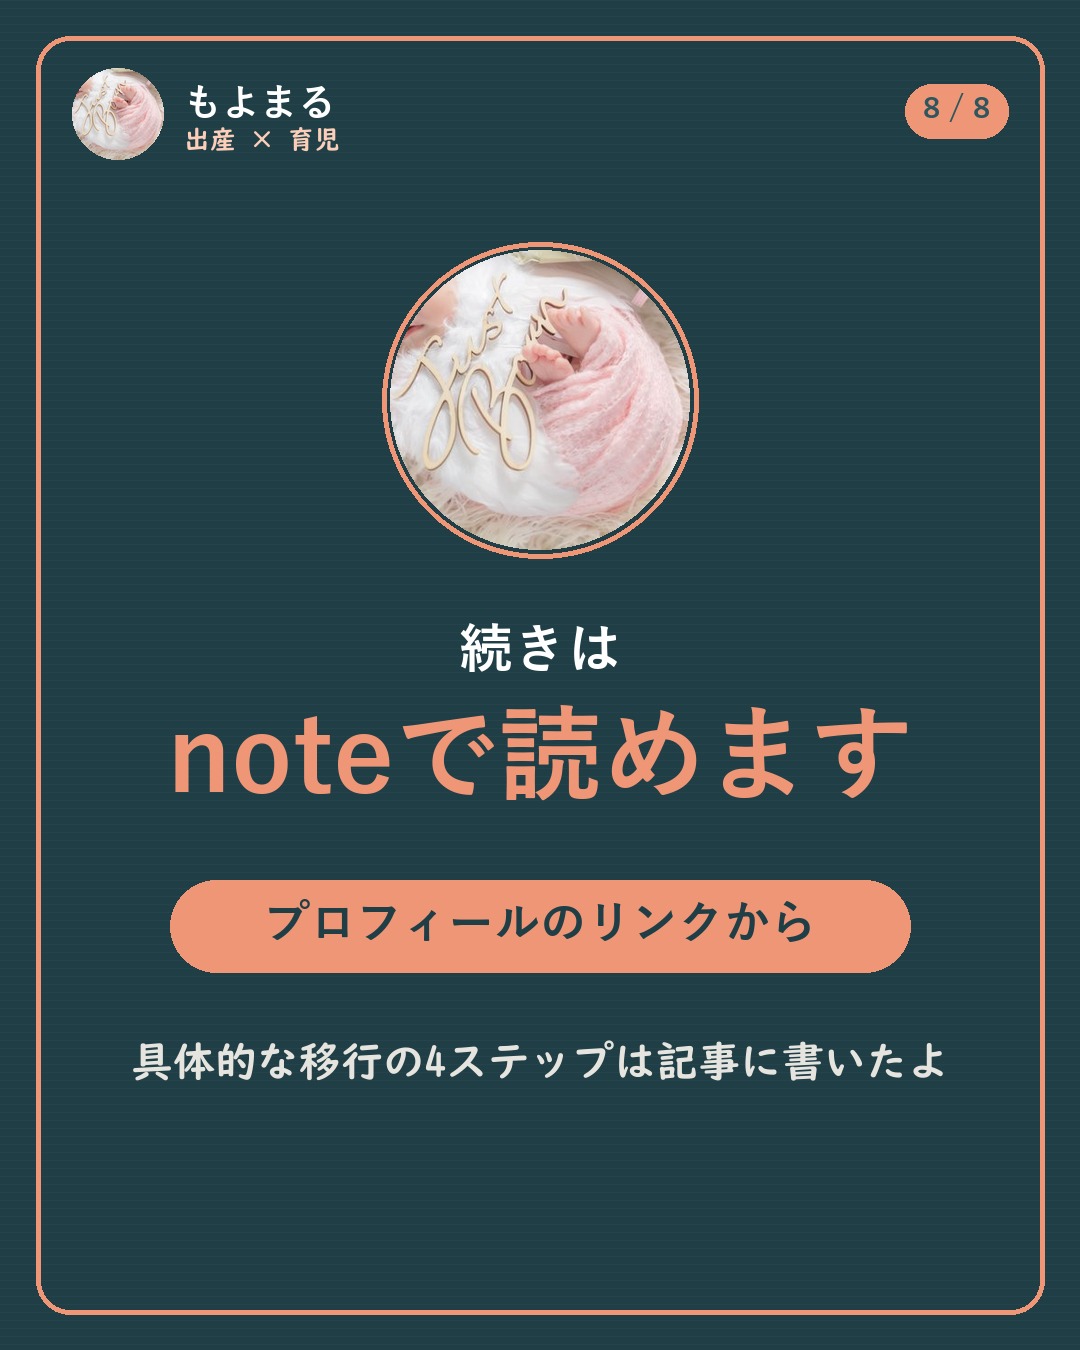 もよまる
出産 × 育児
8 / 8
Just
Born
続きは
noteで読めます
プロフィールのリンクから
具体的な移行の4ステップは記事に書いたよ